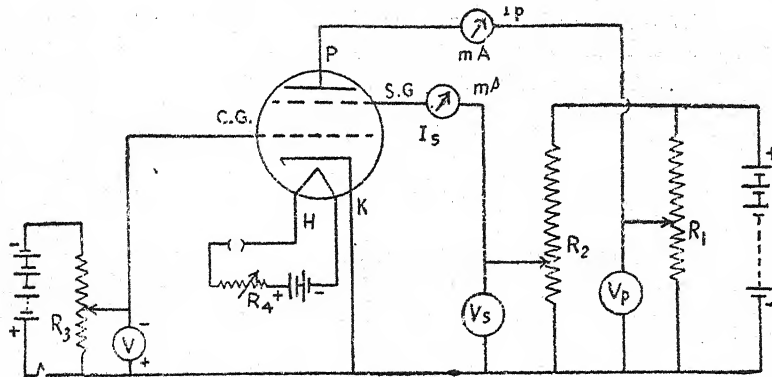 Ip
mA
P
S.G
mA
Is
C.G.
H
K
R4
+
-
-
+
R3
-
V
+
Vs
R2
Vp
R1
+
-